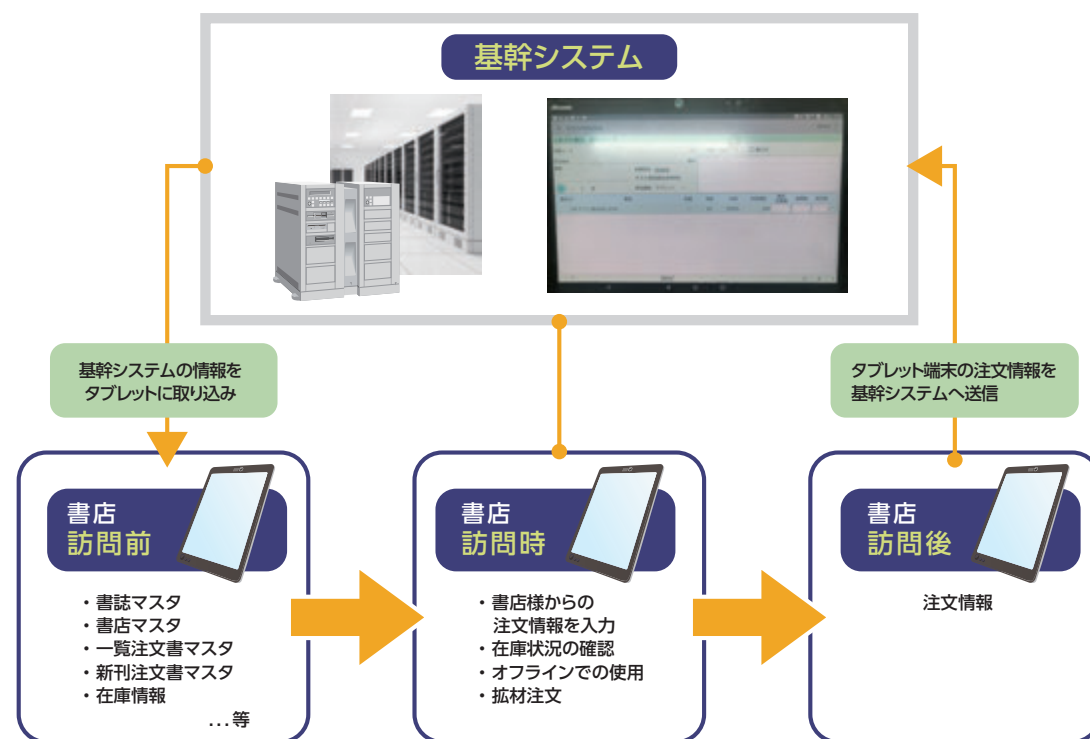 基幹システム
基幹システムの情報を
タブレットに取り込み
タブレット端末の注文情報を
基幹システムへ送信
書店
訪問前
・書誌マスタ
・書店マスタ
・一覧注文書マスタ
・新刊注文書マスタ
・在庫情報
…等
書店
訪問時
・書店様からの
注文情報を入力
・在庫状況の確認
・オフラインでの使用
・拡材注文
書店
訪問後
注文情報